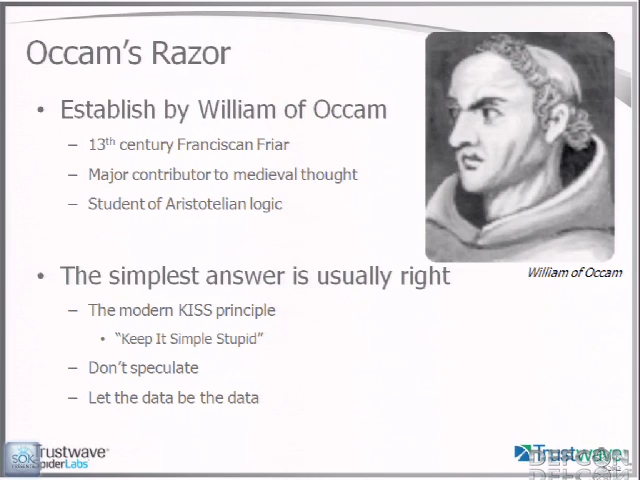 Occam's Razor
• Establish by William of Occam
– 13th century Franciscan Friar
– Major contributor to medieval thought
– Student of Aristotelian logic
William of Occam
• The simplest answer is usually right
– The modern KISS principle
• "Keep It Simple Stupid"
– Don't speculate
– Let the data be the data
SOK
Trustwave®
SpiderLabs
Trustwave
DEFCON